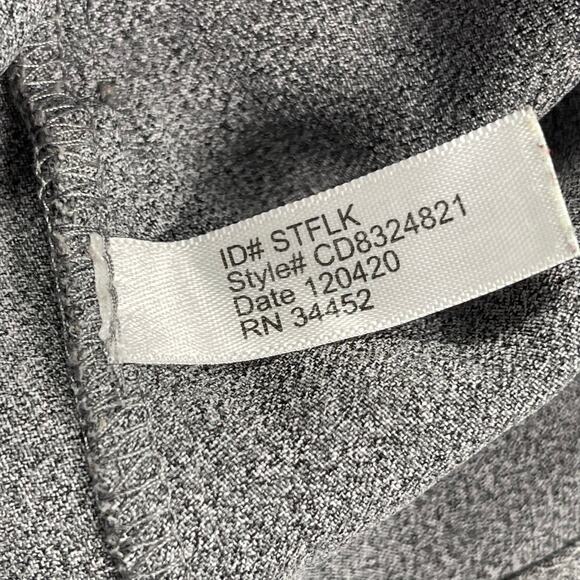 ID# STFLK
Style# CD8324821
Date 120420
RN 34452